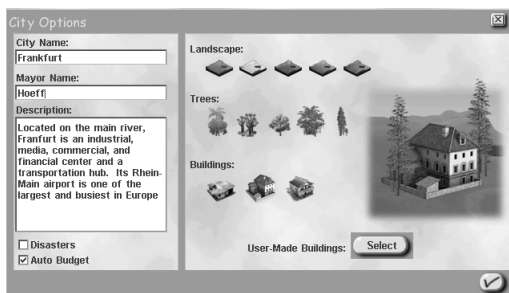 City Options
City Name:
Frankfurt
Mayor Name:
Hoeff
Description:
Located on the main river,
Franfurt is an industrial,
media, commercial, and
financial center and a
transportation hub. Its Rhein-
Main airport is one of the
largest and busiest in Europe
Disasters
Auto Budget
Landscape:
Trees:
Buildings:
User-Made Buildings:
Select